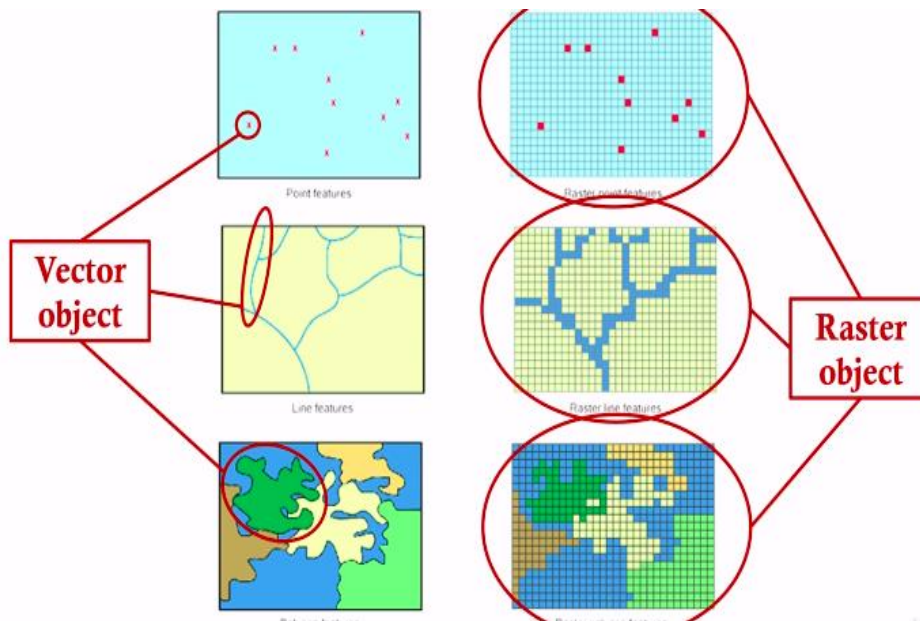 Point features
Raster point features
Vector
object
Line features
Raster line features
Raster
object